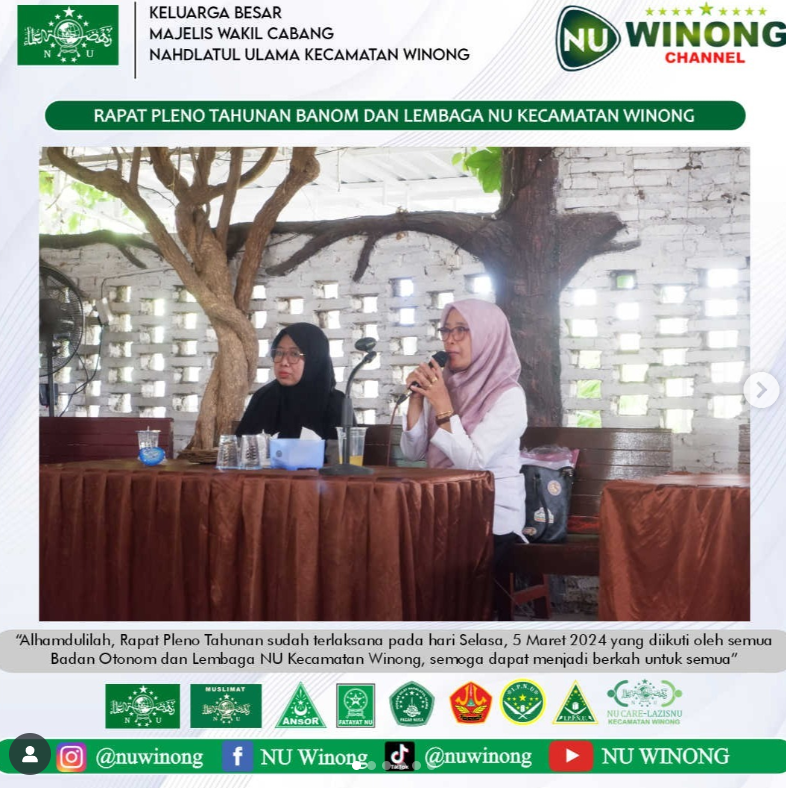 KELUARGA BESAR
MAJELIS WAKIL CABANG
NAHDLATUL ULAMA KECAMATAN WINONG
NU WINONG
CHANNEL
RAPAT PLENO TAHUNAN BANOM DAN LEMBAGA NU KECAMATAN WINONG
“Alhamdulilah, Rapat Pleno Tahunan sudah terlaksana pada hari Selasa, 5 Maret 2024 yang diikuti oleh semua
Badan Otonom dan Lembaga NU Kecamatan Winong, semoga dapat menjadi berkah untuk semua”
N U
MUSLIMAT
N U
ANSOR
FATAYAT NU
PAGAR NUSA
I.P.P.N.U
NU CARE-LAZISNU
KECAMATAN WINONG
@nuwinong
NU Winong
@nuwinong
NU WINONG